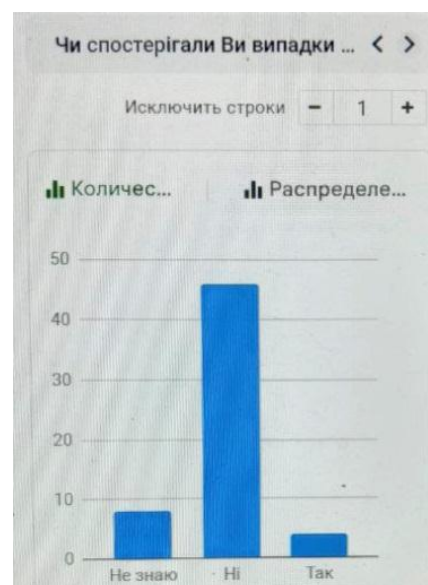 Чи спостерігали Ви випадки ... < >
Исключить строки − 1 +
Количес... Распределе...
50
40
30
20
10
0
Не знаю Ні Так